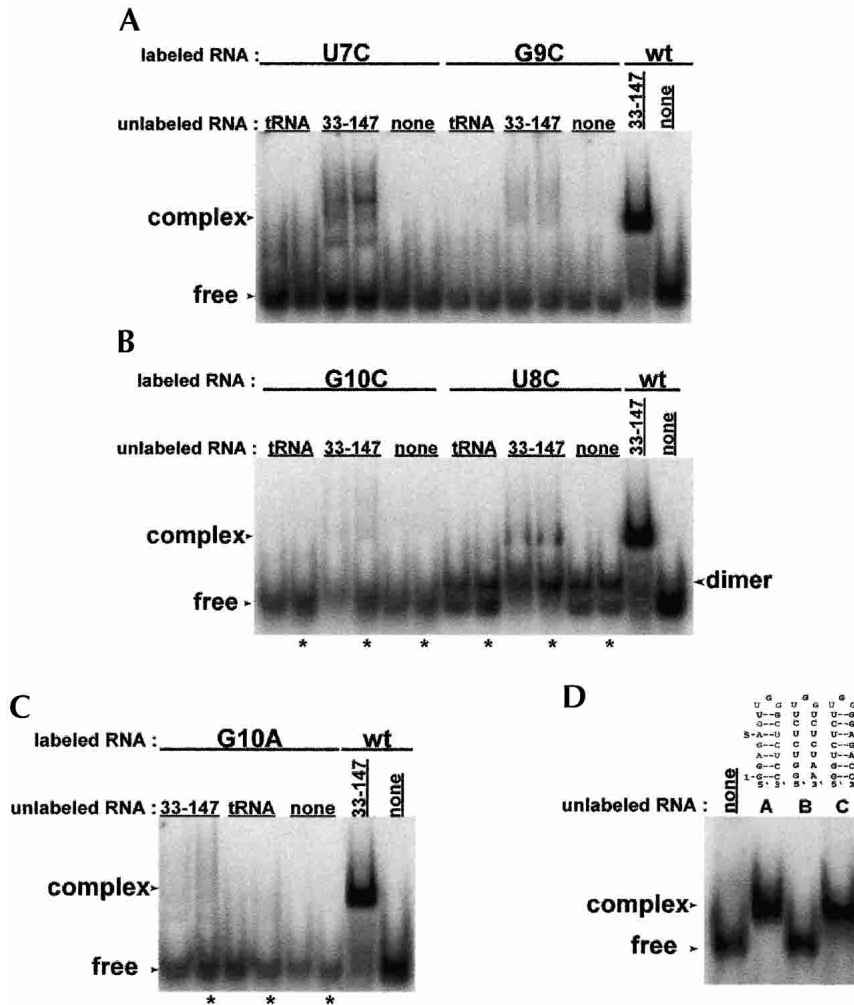 A
labeled RNA : U7C G9C wt
unlabeled RNA : tRNA 33-147 none tRNA 33-147 none 33-147 none
complex
free
B
labeled RNA : G10C U8C wt
unlabeled RNA : tRNA 33-147 none tRNA 33-147 none 33-147 none
complex
dimer
free
* * * * * *
C
labeled RNA : G10A wt
unlabeled RNA : 33-147 tRNA none 33-147 none
complex
free
* * *
D
unlabeled RNA : none A B C
complex
free